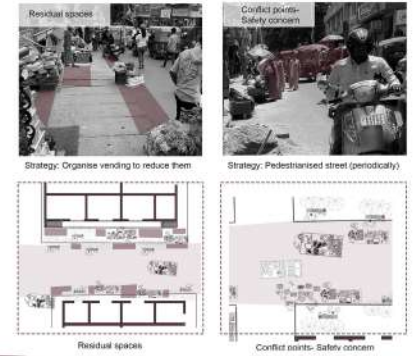 Residual spaces
Conflict points-
Safety concern
Strategy: Organise vending to reduce them
Strategy: Pedestrianised street (periodically)
Residual spaces
Conflict points- Safety concern